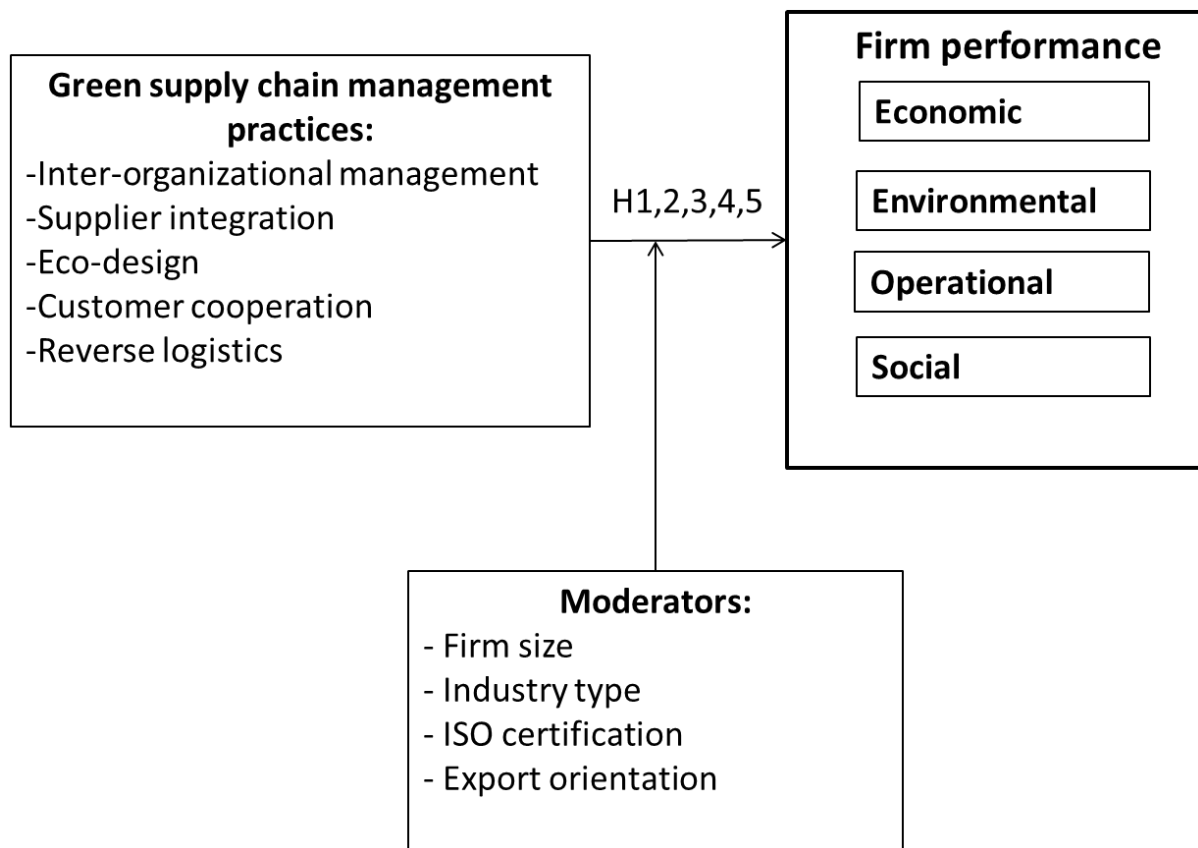 Green supply chain management
practices:
-Inter-organizational management
-Supplier integration
-Eco-design
-Customer cooperation
-Reverse logistics
H1,2,3,4,5
Firm performance
Economic
Environmental
Operational
Social
Moderators:
- Firm size
- Industry type
- ISO certification
- Export orientation